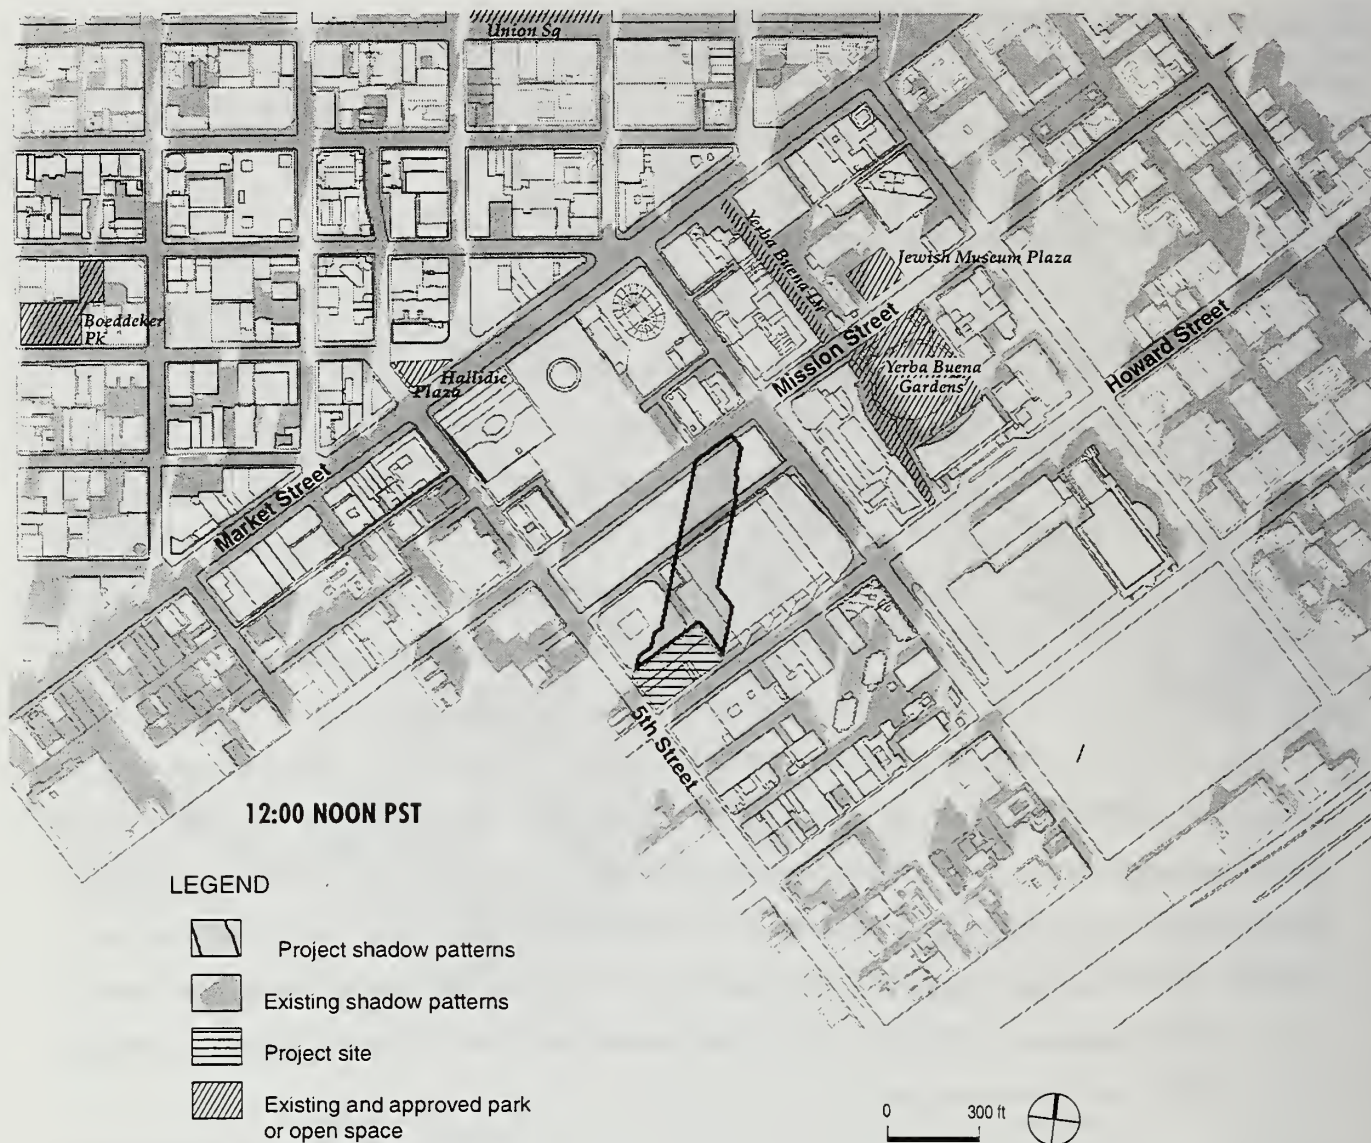 Union Sq
Yerba Buena Ln
Jewish Museum Plaza
Boeddeker
Pk
Mission Street
Howard Street
Yerba Buena
Gardens
Hallidie
Plaza
Market Street
5th Street
12:00 NOON PST
LEGEND
Project shadow patterns
Existing shadow patterns
Project site
Existing and approved park
or open space
0 300 ft